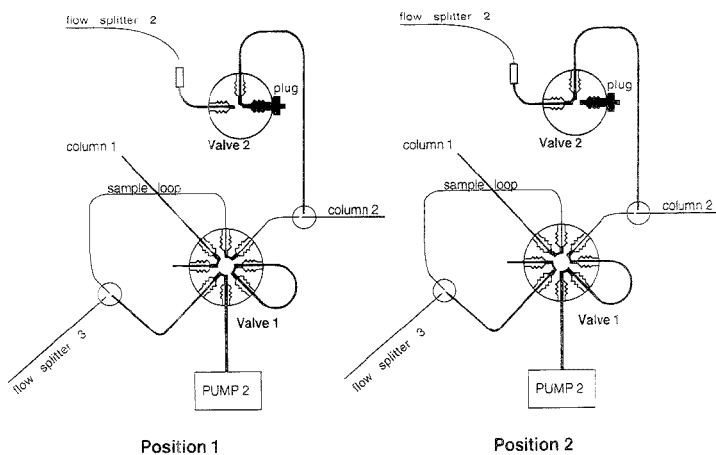 flow splitter 2
plug
Valve 2
column 1
sample loop
column 2
Valve 1
flow splitter 3
PUMP 2
Position 1
flow splitter 2
plug
Valve 2
column 1
sample loop
column 2
Valve 1
flow splitter 3
PUMP 2
Position 2